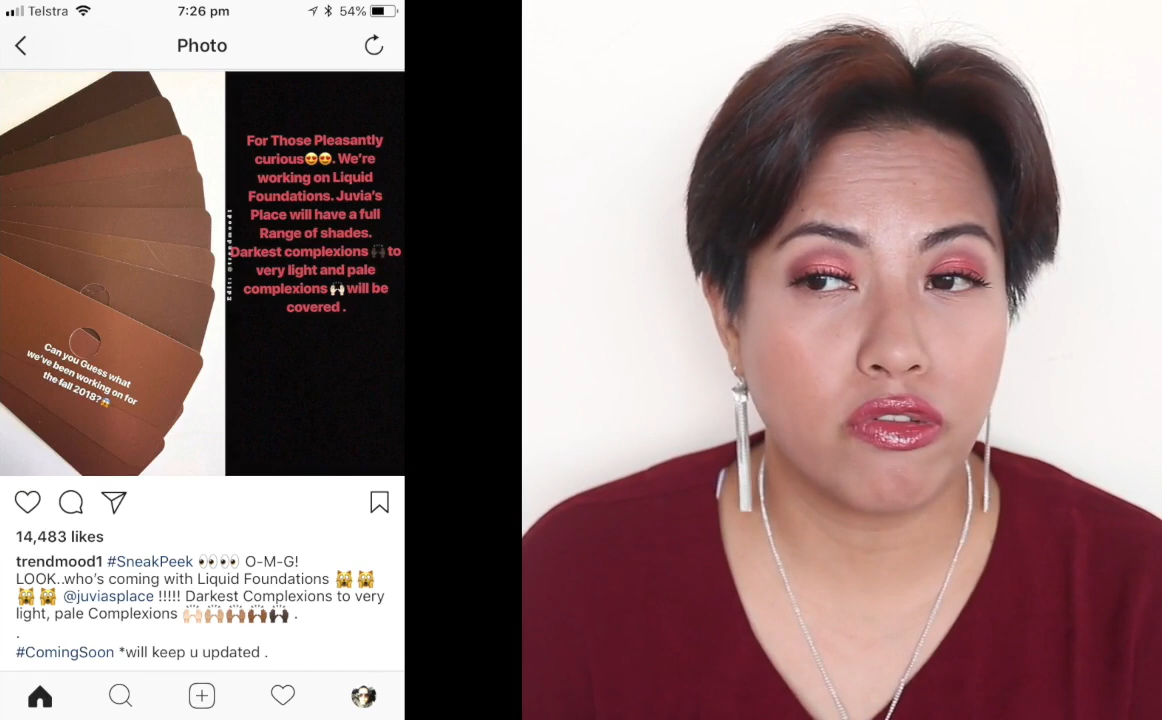 Telstra 7:26 pm 54%
Photo
For Those Pleasantly
curious😍😍. We're
working on Liquid
Foundations. Juvia's
Place will have a full
Range of shades.
Darkest complexions 🙌🏿 to
very light and pale
complexions 🙌🏻 will be
covered .
Edit: @trendmood1
Can you Guess what
we've been working on for
the fall 2018?😱
14,483 likes
trendmood1 #SneakPeek 👀👀 O-M-G!
LOOK..who's coming with Liquid Foundations 🙀🙀
🙀🙀 @juviasplace !!!!! Darkest Complexions to very
light, pale Complexions 🙌🏻🙌🏼🙌🏽🙌🏾🙌🏿 .
.
#ComingSoon *will keep u updated .